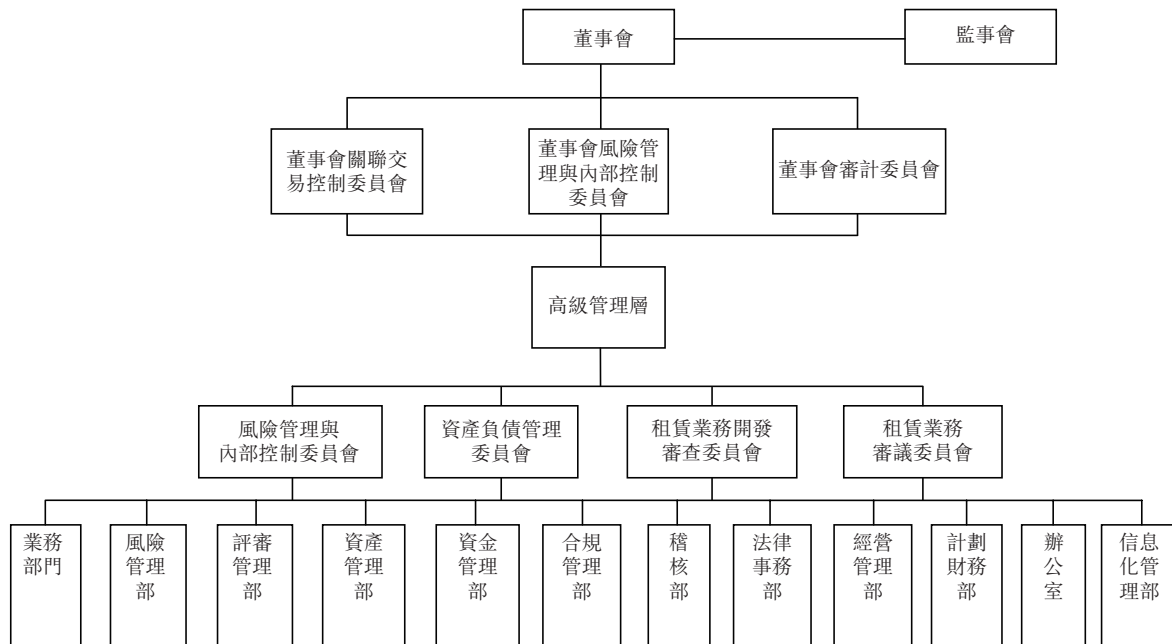 董事會
監事會
董事會關聯交
易控制委員會
董事會風險管
理與內部控制
委員會
董事會審計委員會
高級管理層
風險管理與
內部控制委員會
資產負債管理
委員會
租賃業務開發
審查委員會
租賃業務
審議委員會
業務
部門
風險
管理
部
評審
管理
部
資產
管理
部
資金
管理
部
合規
管理
部
稽
核
部
法律
事務
部
經營
管理
部
計劃
財務
部
辦
公
室
信息
化管
理部